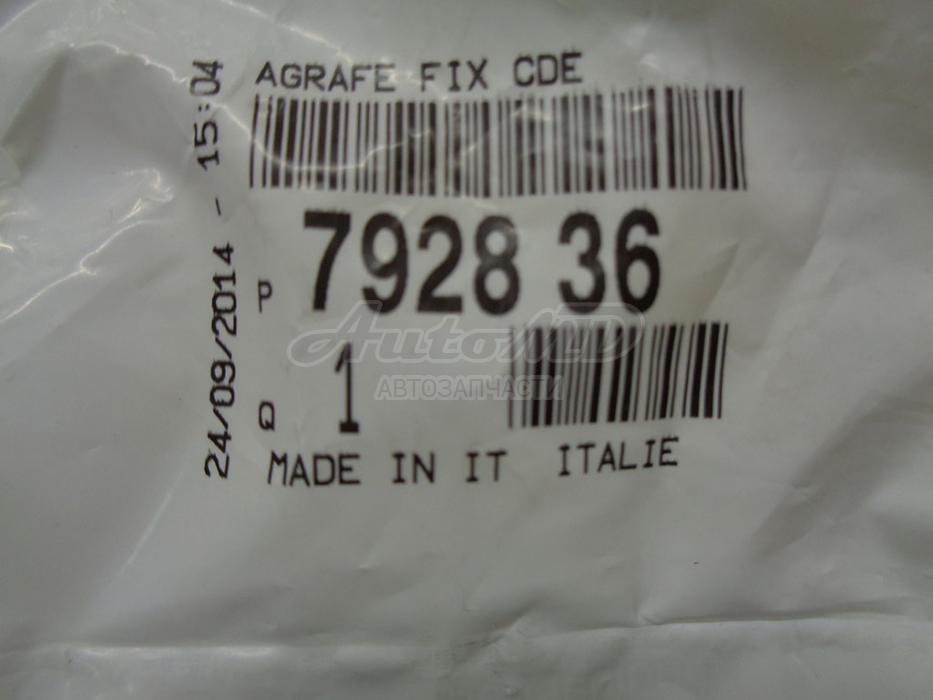 AGRAFE FIX CDE
24/09/2014 - 15:04
P 7928 36
AutoMD
АВТОЗАПЧАСТИ
Q 1
MADE IN IT ITALIE